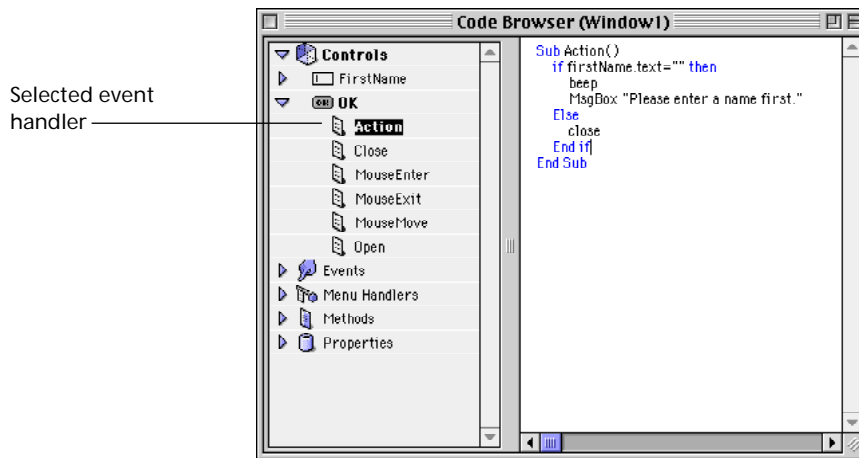 Code Browser (Window1)
Selected event
handler
Controls
FirstName
OK OK
Action
Close
MouseEnter
MouseExit
MouseMove
Open
Events
Menu Handlers
Methods
Properties
Sub Action()
if firstName.text="" then
beep
MsgBox "Please enter a name first."
Else
close
End if
End Sub